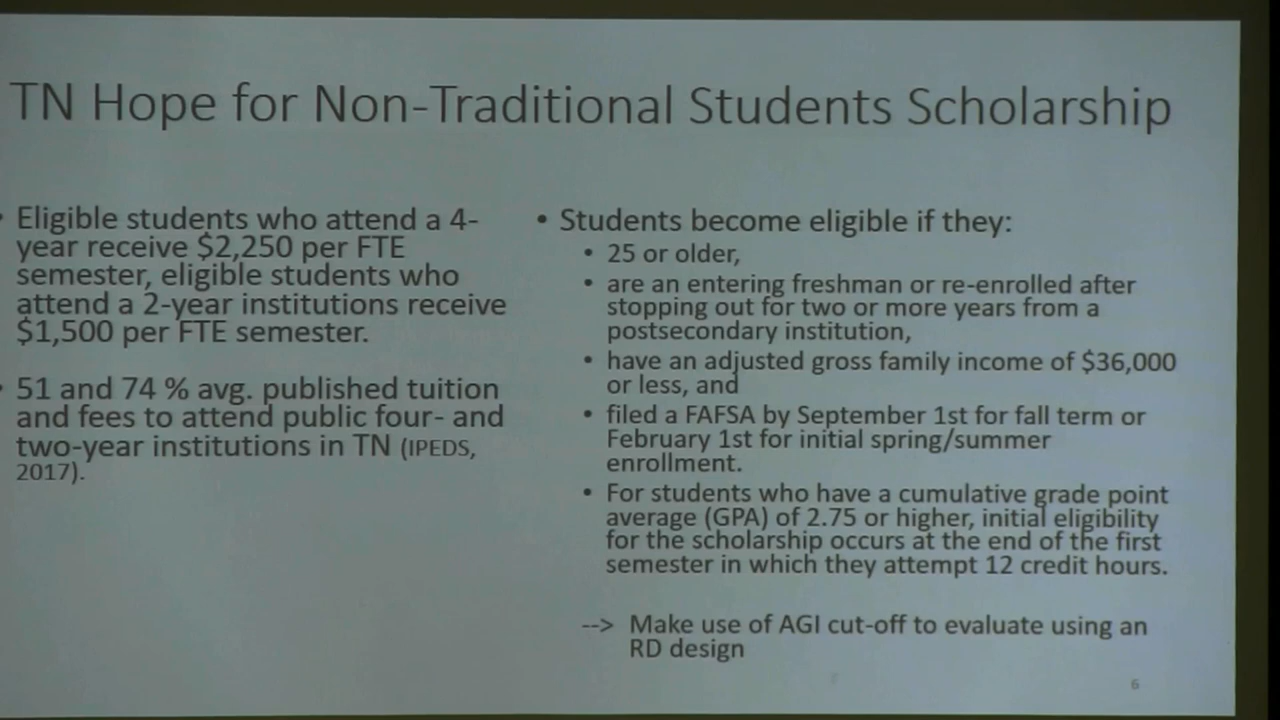 TN Hope for Non-Traditional Students Scholarship
• Eligible students who attend a 4-
year receive $2,250 per FTE
semester, eligible students who
attend a 2-year institutions receive
$1,500 per FTE semester.
• 51 and 74 % avg. published tuition
and fees to attend public four- and
two-year institutions in TN (IPEDS,
2017).
• Students become eligible if they:
• 25 or older,
• are an entering freshman or re-enrolled after
stopping out for two or more years from a
postsecondary institution,
• have an adjusted gross family income of $36,000
or less, and
• filed a FAFSA by September 1st for fall term or
February 1st for initial spring/summer
enrollment.
• For students who have a cumulative grade point
average (GPA) of 2.75 or higher, initial eligibility
for the scholarship occurs at the end of the first
semester in which they attempt 12 credit hours.
--> Make use of AGI cut-off to evaluate using an
RD design
6